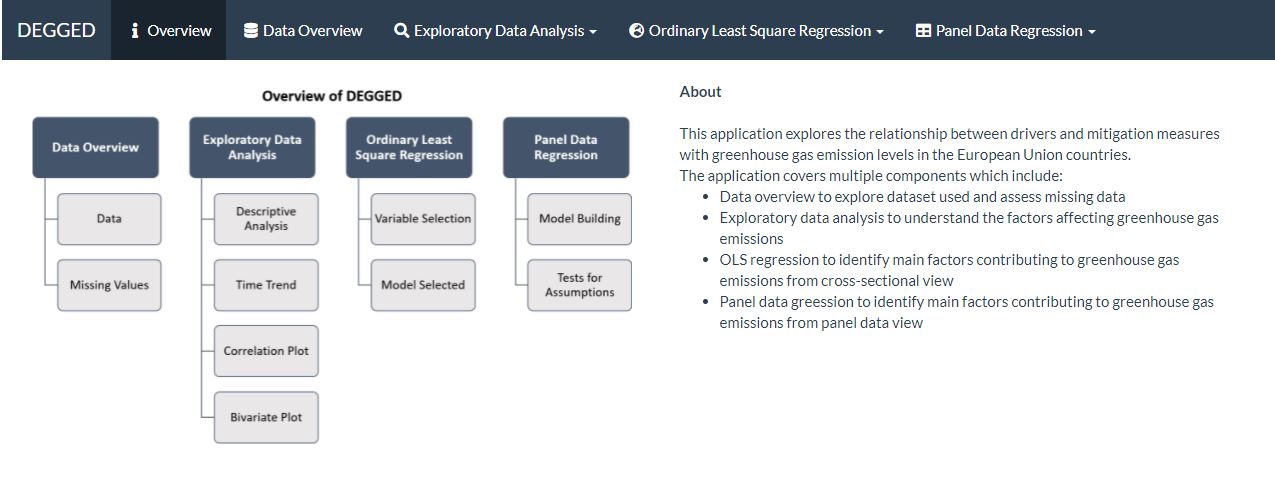 DEGGED
Overview
Data Overview
Exploratory Data Analysis
Ordinary Least Square Regression
Panel Data Regression
Overview of DEGGED
Data Overview
Data
Missing Values
Exploratory Data
Analysis
Descriptive
Analysis
Time Trend
Correlation Plot
Bivariate Plot
Ordinary Least
Square Regression
Variable Selection
Model Selected
Panel Data
Regression
Model Building
Tests for
Assumptions
About
This application explores the relationship between drivers and mitigation measures
with greenhouse gas emission levels in the European Union countries.
The application covers multiple components which include:
• Data overview to explore dataset used and assess missing data
• Exploratory data analysis to understand the factors affecting greenhouse gas
emissions
• OLS regression to identify main factors contributing to greenhouse gas
emissions from cross-sectional view
• Panel data greession to identify main factors contributing to greenhouse gas
emissions from panel data view